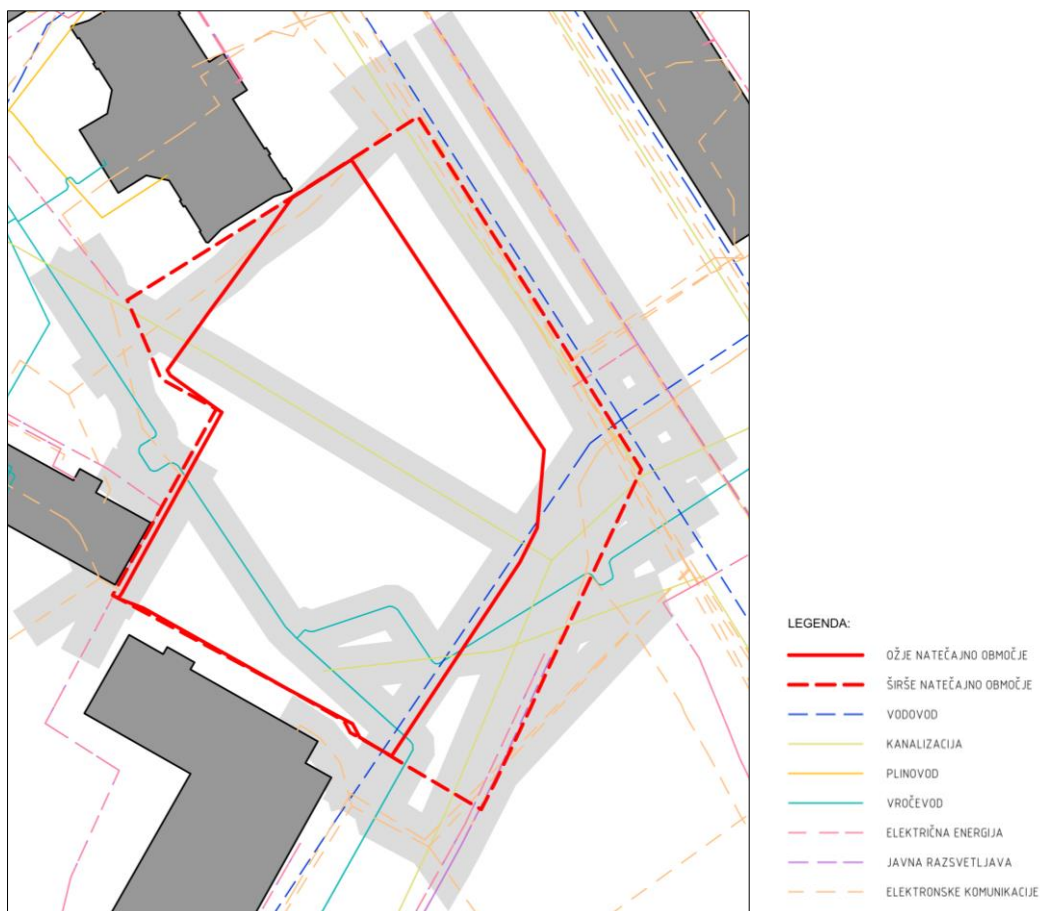 LEGENDA:
OŽJE NATEČAJNO OBMOČJE
ŠIRŠE NATEČAJNO OBMOČJE
VODOVOD
KANALIZACIJA
PLINOVOD
VROČEVOD
ELEKTRIČNA ENERGIJA
JAVNA RAZSVETLJAVA
ELEKTRONSKE KOMUNIKACIJE